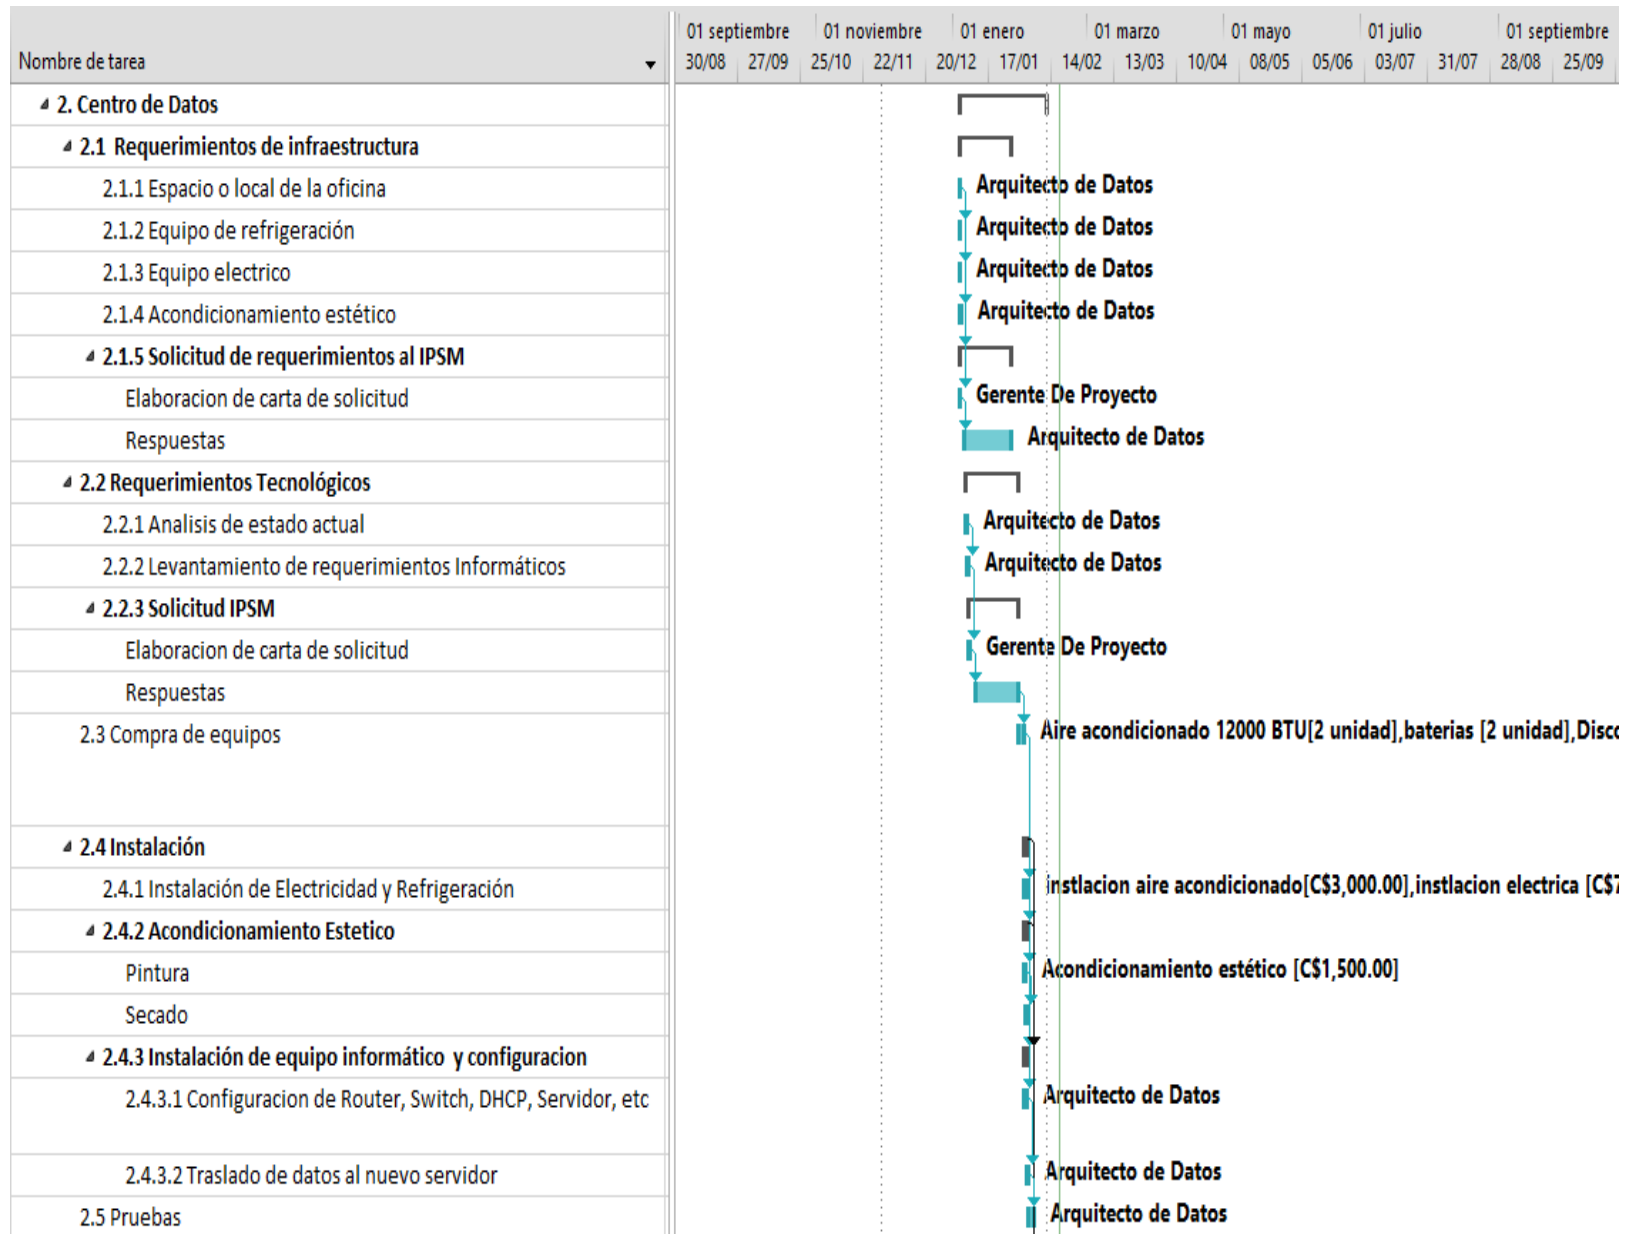 01 septiembre 01 noviembre 01 enero 01 marzo 01 mayo 01 julio 01 septiembre
Nombre de tarea 30/08 27/09 25/10 22/11 20/12 17/01 14/02 13/03 10/04 08/05 05/06 03/07 31/07 28/08 25/09
2. Centro de Datos
2.1 Requerimientos de infraestructura
2.1.1 Espacio o local de la oficina Arquitecto de Datos
2.1.2 Equipo de refrigeración Arquitecto de Datos
2.1.3 Equipo electrico Arquitecto de Datos
2.1.4 Acondicionamiento estético Arquitecto de Datos
2.1.5 Solicitud de requerimientos al IPSM
Elaboracion de carta de solicitud Gerente De Proyecto
Respuestas Arquitecto de Datos
2.2 Requerimientos Tecnológicos
2.2.1 Analisis de estado actual Arquitecto de Datos
2.2.2 Levantamiento de requerimientos Informáticos Arquitecto de Datos
2.2.3 Solicitud IPSM
Elaboracion de carta de solicitud Gerente De Proyecto
Respuestas
2.3 Compra de equipos Aire acondicionado 12000 BTU[2 unidad],baterias [2 unidad],Disc
2.4 Instalación
2.4.1 Instalación de Electricidad y Refrigeración instlacion aire acondicionado[C$3,000.00],instlacion electrica [C$
2.4.2 Acondicionamiento Estetico
Pintura Acondicionamiento estético [C$1,500.00]
Secado
2.4.3 Instalación de equipo informático y configuracion
2.4.3.1 Configuracion de Router, Switch, DHCP, Servidor, etc Arquitecto de Datos
2.4.3.2 Traslado de datos al nuevo servidor Arquitecto de Datos
2.5 Pruebas Arquitecto de Datos